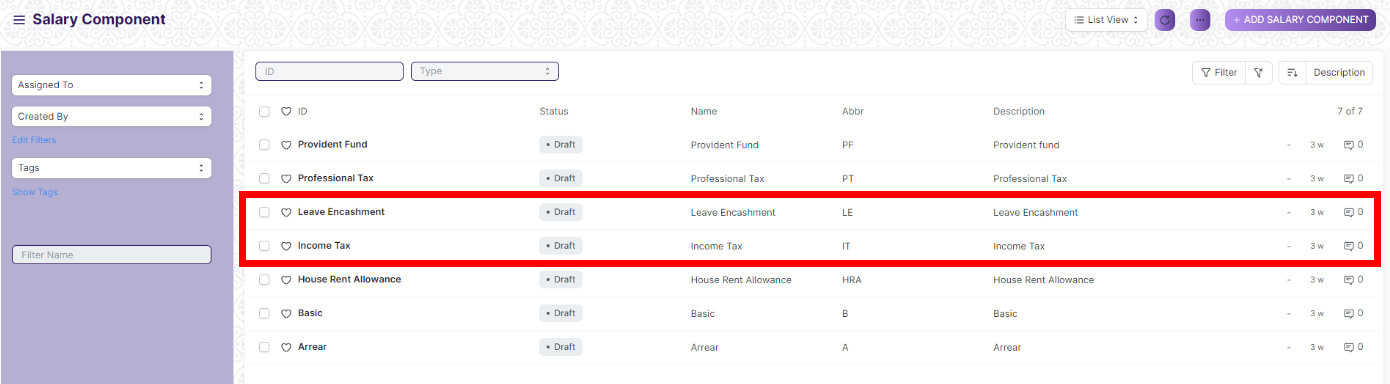 Salary Component
List View
ADD SALARY COMPONENT
Assigned To
Created By
Edit Filters
Tags
Show Tags
Filter Name
ID Type Filter Description
ID Status Name Abbr Description 7 of 7
Provident Fund Draft Provident Fund PF Provident fund - 3 w 0
Professional Tax Draft Professional Tax PT Professional Tax - 3 w 0
Leave Encashment Draft Leave Encashment LE Leave Encashment - 3 w 0
Income Tax Draft Income Tax IT Income Tax - 3 w 0
House Rent Allowance Draft House Rent Allowance HRA House Rent Allowance - 3 w 0
Basic Draft Basic B Basic - 3 w 0
Arrear Draft Arrear A Arrear - 3 w 0